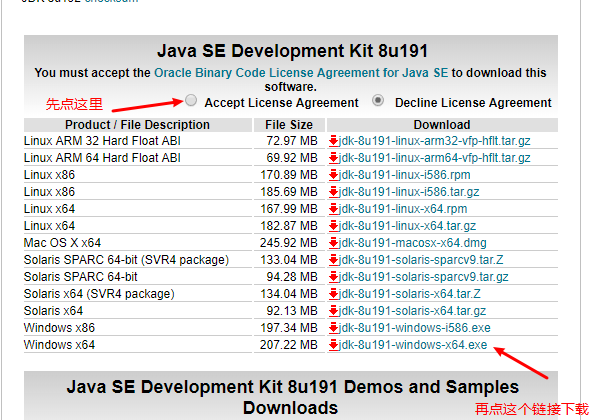 JDK 8u192 checksum
Java SE Development Kit 8u191
You must accept the Oracle Binary Code License Agreement for Java SE to download this
software.
先点这里 Accept License Agreement Decline License Agreement
Product / File Description File Size Download
Linux ARM 32 Hard Float ABI 72.97 MB jdk-8u191-linux-arm32-vfp-hflt.tar.gz
Linux ARM 64 Hard Float ABI 69.92 MB jdk-8u191-linux-arm64-vfp-hflt.tar.gz
Linux x86 170.89 MB jdk-8u191-linux-i586.rpm
Linux x86 185.69 MB jdk-8u191-linux-i586.tar.gz
Linux x64 167.99 MB jdk-8u191-linux-x64.rpm
Linux x64 182.87 MB jdk-8u191-linux-x64.tar.gz
Mac OS X x64 245.92 MB jdk-8u191-macosx-x64.dmg
Solaris SPARC 64-bit (SVR4 package) 133.04 MB jdk-8u191-solaris-sparcv9.tar.Z
Solaris SPARC 64-bit 94.28 MB jdk-8u191-solaris-sparcv9.tar.gz
Solaris x64 (SVR4 package) 134.04 MB jdk-8u191-solaris-x64.tar.Z
Solaris x64 92.13 MB jdk-8u191-solaris-x64.tar.gz
Windows x86 197.34 MB jdk-8u191-windows-i586.exe
Windows x64 207.22 MB jdk-8u191-windows-x64.exe
Java SE Development Kit 8u191 Demos and Samples
Downloads
再点这个链接下载